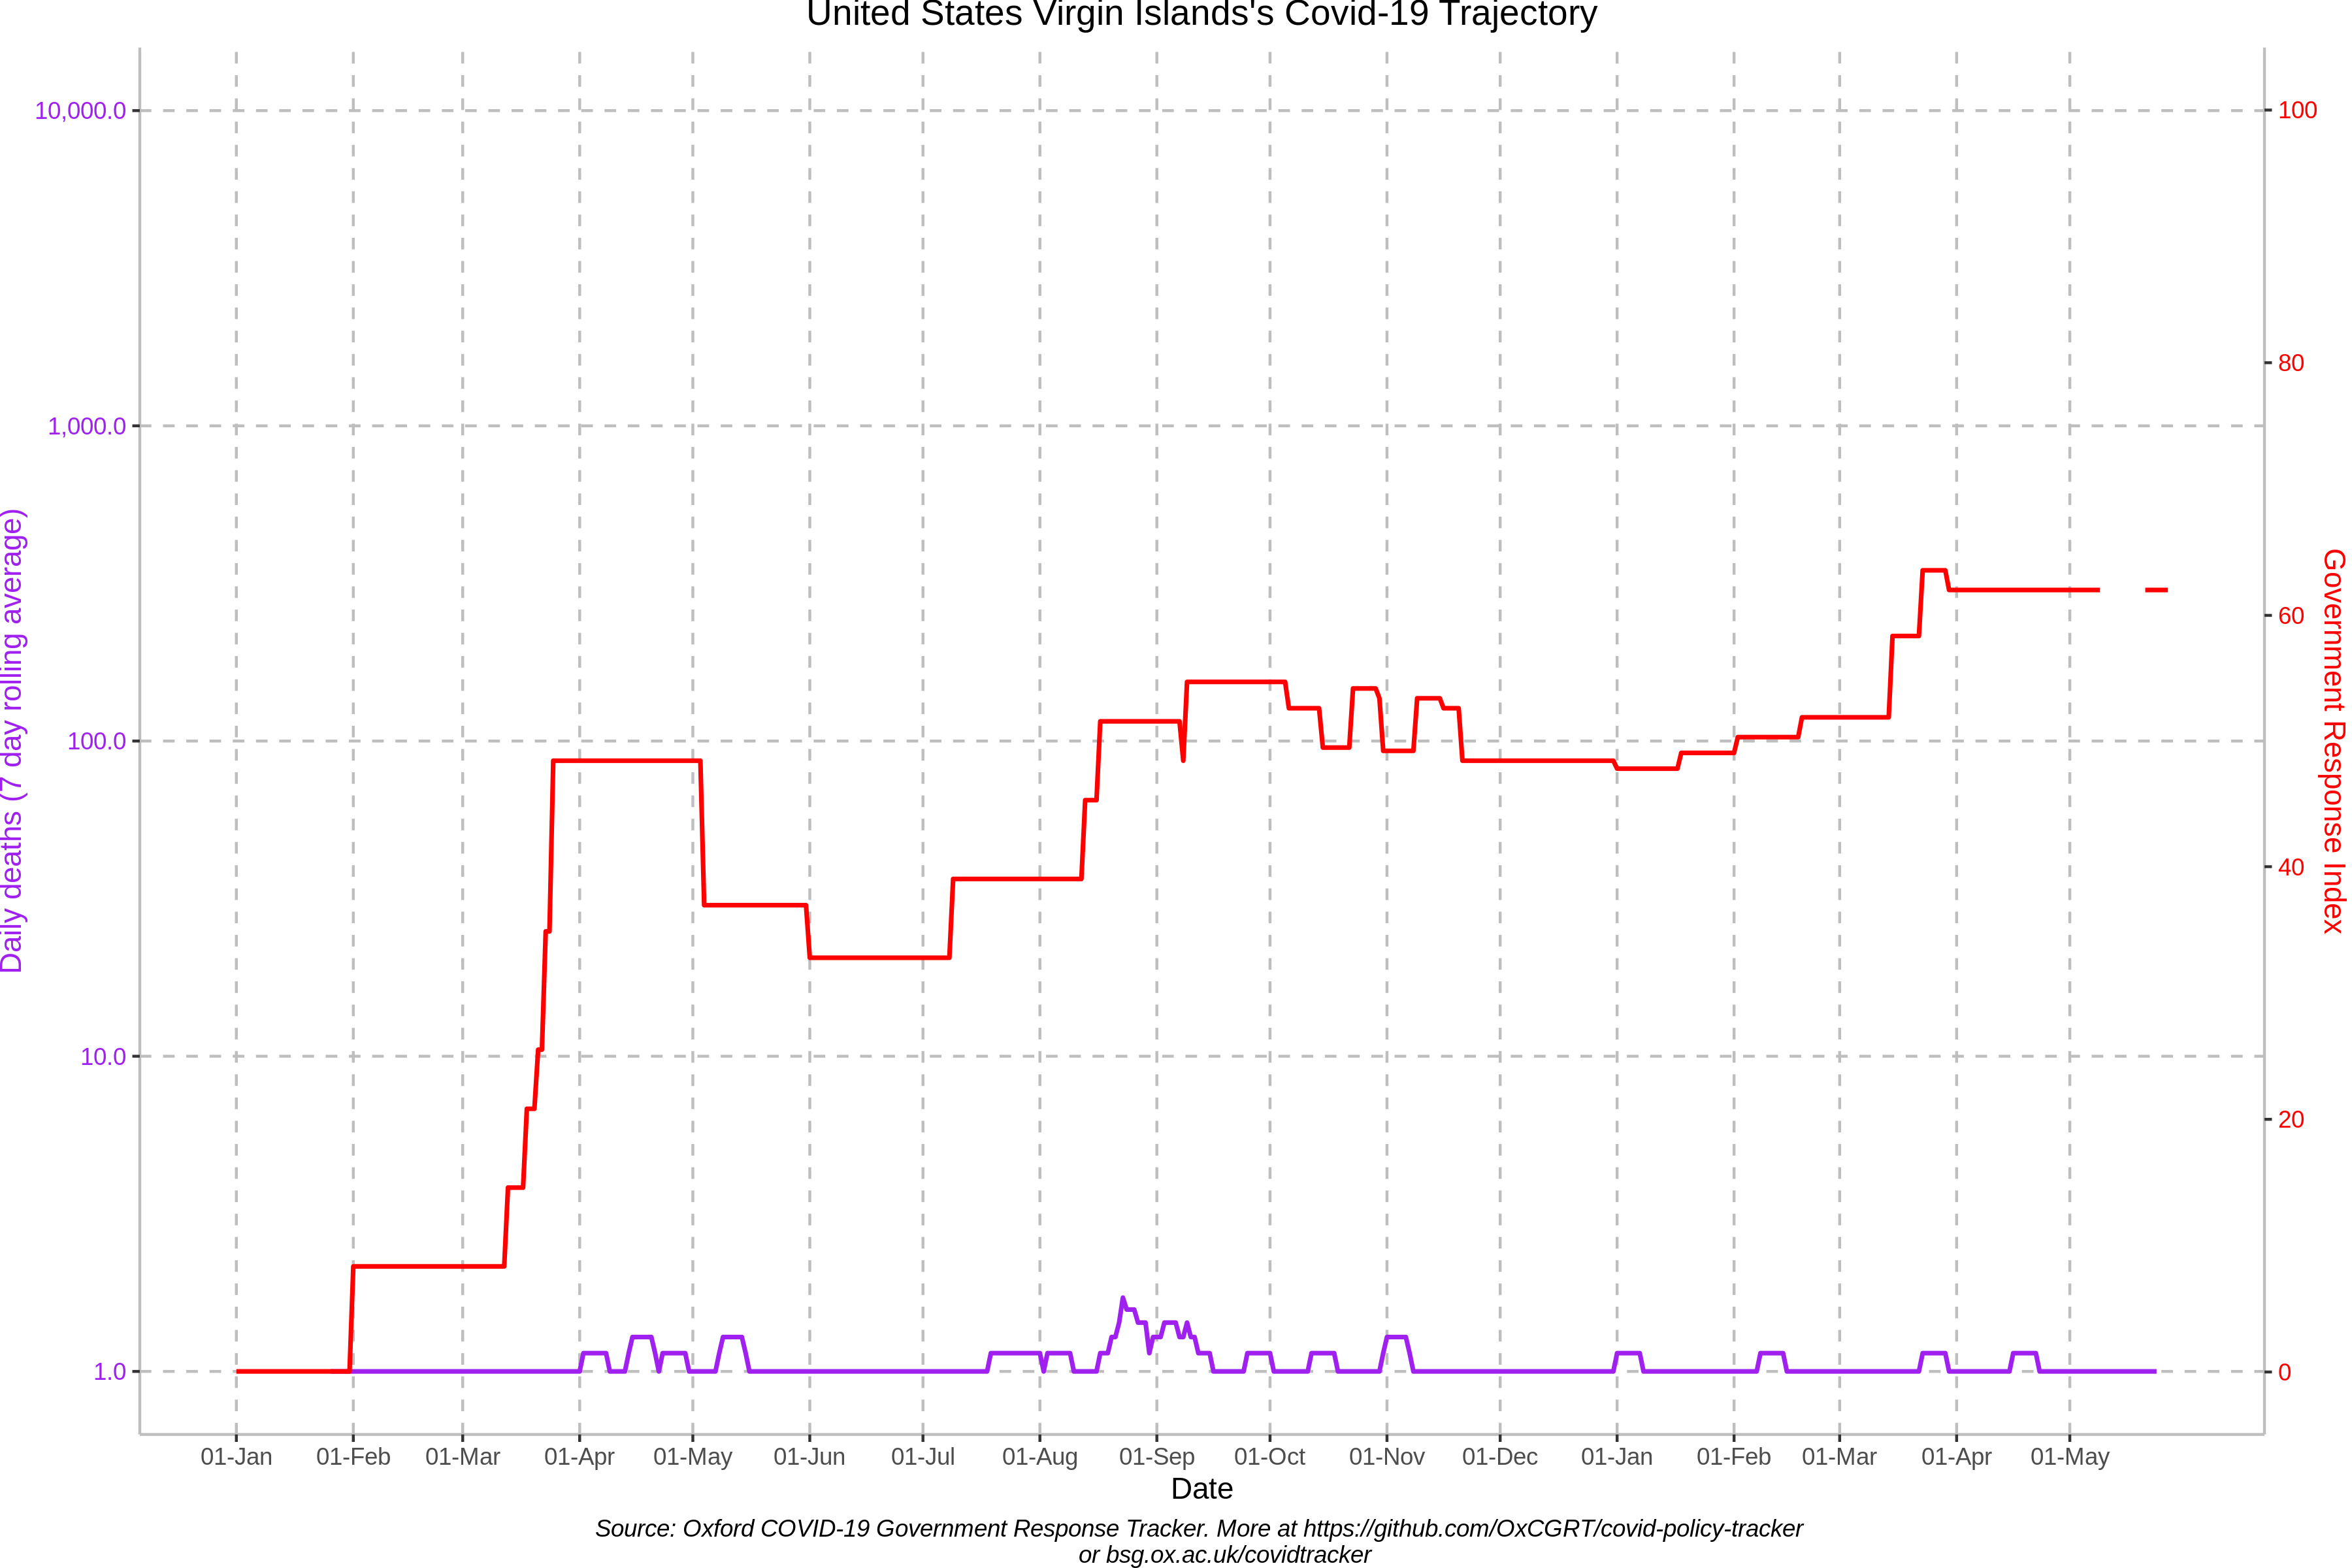 United States Virgin Islands's Covid-19 Trajectory
10,000.0
1,000.0
100.0
10.0
1.0
Daily deaths (7 day rolling average)
100
80
60
40
20
0
Government Response Index
01-Jan 01-Feb 01-Mar 01-Apr 01-May 01-Jun 01-Jul 01-Aug 01-Sep 01-Oct 01-Nov 01-Dec 01-Jan 01-Feb 01-Mar 01-Apr 01-May
Date
Source: Oxford COVID-19 Government Response Tracker. More at https://github.com/OxCGRT/covid-policy-tracker
or bsg.ox.ac.uk/covidtracker